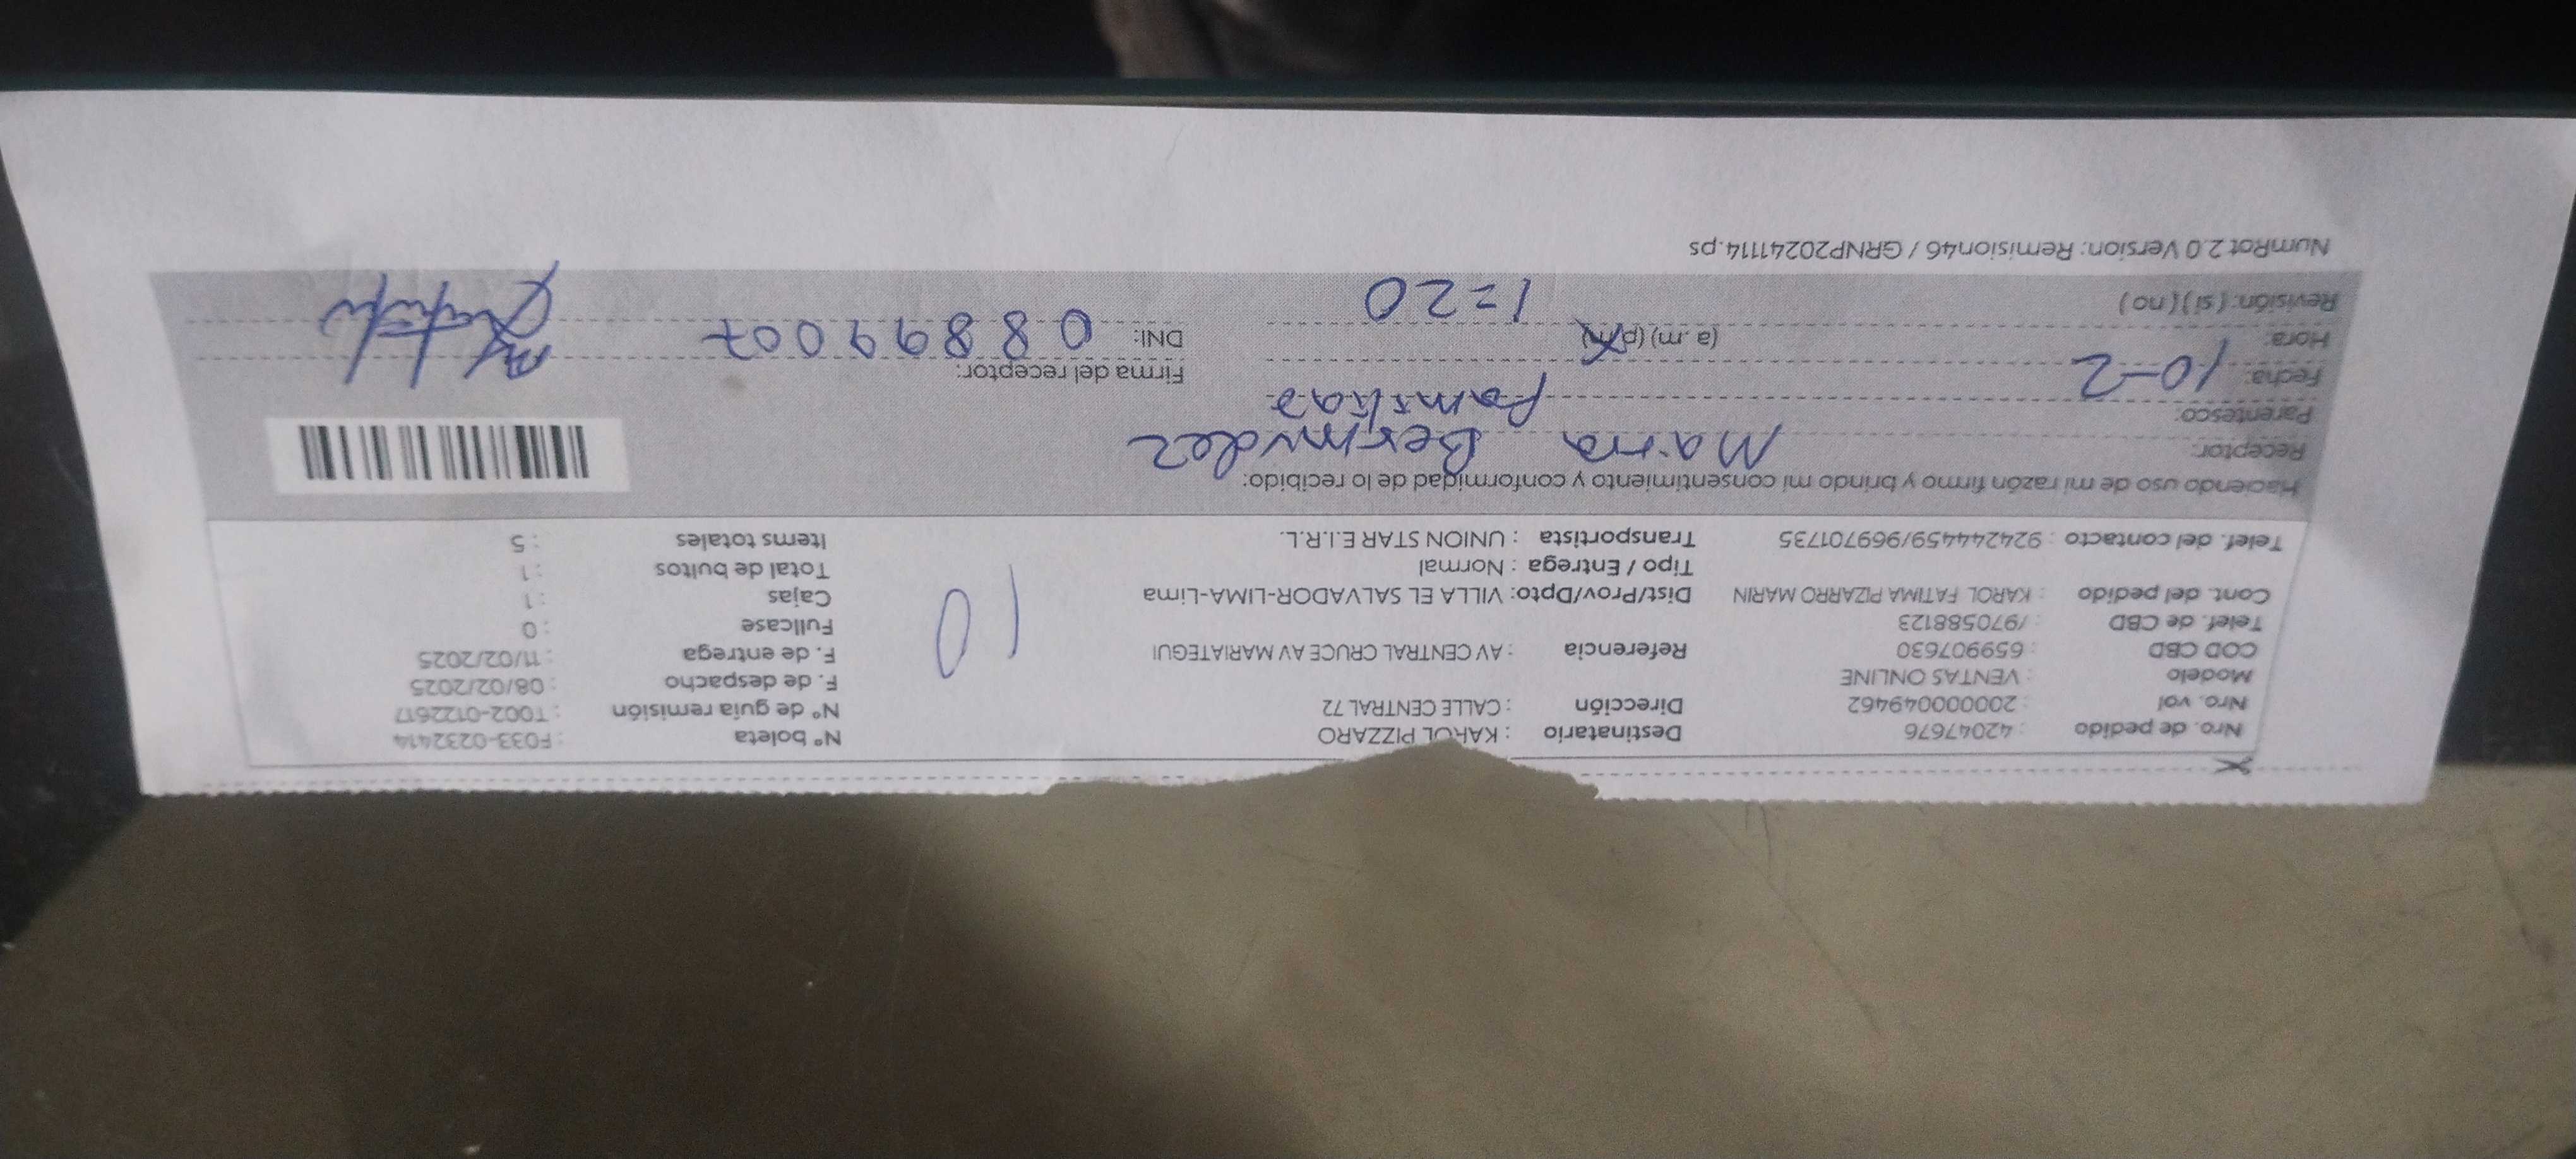 Nro. de pedido : 42047676 Destinatario : KAROL PIZZARO Nº boleta : F033-0232414
Nro. vol : 2000000049462 Dirección : CALLE CENTRAL 72 Nº de guía remisión : T002-0122617
Modelo : VENTAS ONLINE F. de despacho : 08/02/2025
COD CBD : 659907630 Referencia : AV CENTRAL CRUCE AV MARIATEGUI F. de entrega : 11/02/2025
Telef. de CBD : /970588123 Fullcase : 0
Cont. del pedido : KAROL FATIMA PIZARRO MARIN Dist/Prov/Dpto: VILLA EL SALVADOR-LIMA-Lima Cajas : 1
Tipo / Entrega : Normal Total de bultos : 1
Telef. del contacto : 924244459/969701735 Transportista : UNION STAR E.I.R.L. Items totales : 5
10
Haciendo uso de mi razón firmo y brindo mi consentimiento y conformidad de lo recibido:
Receptor: Maria Bermudez
Parentesco: familiar
Fecha: 10-2 Firma del receptor:
Hora: (a.m) (p.m) DNI: 08899007
Revisión: (si) (no) 1=20
NumRot 2.0 Version: Remision46 / GRNP20241114.ps